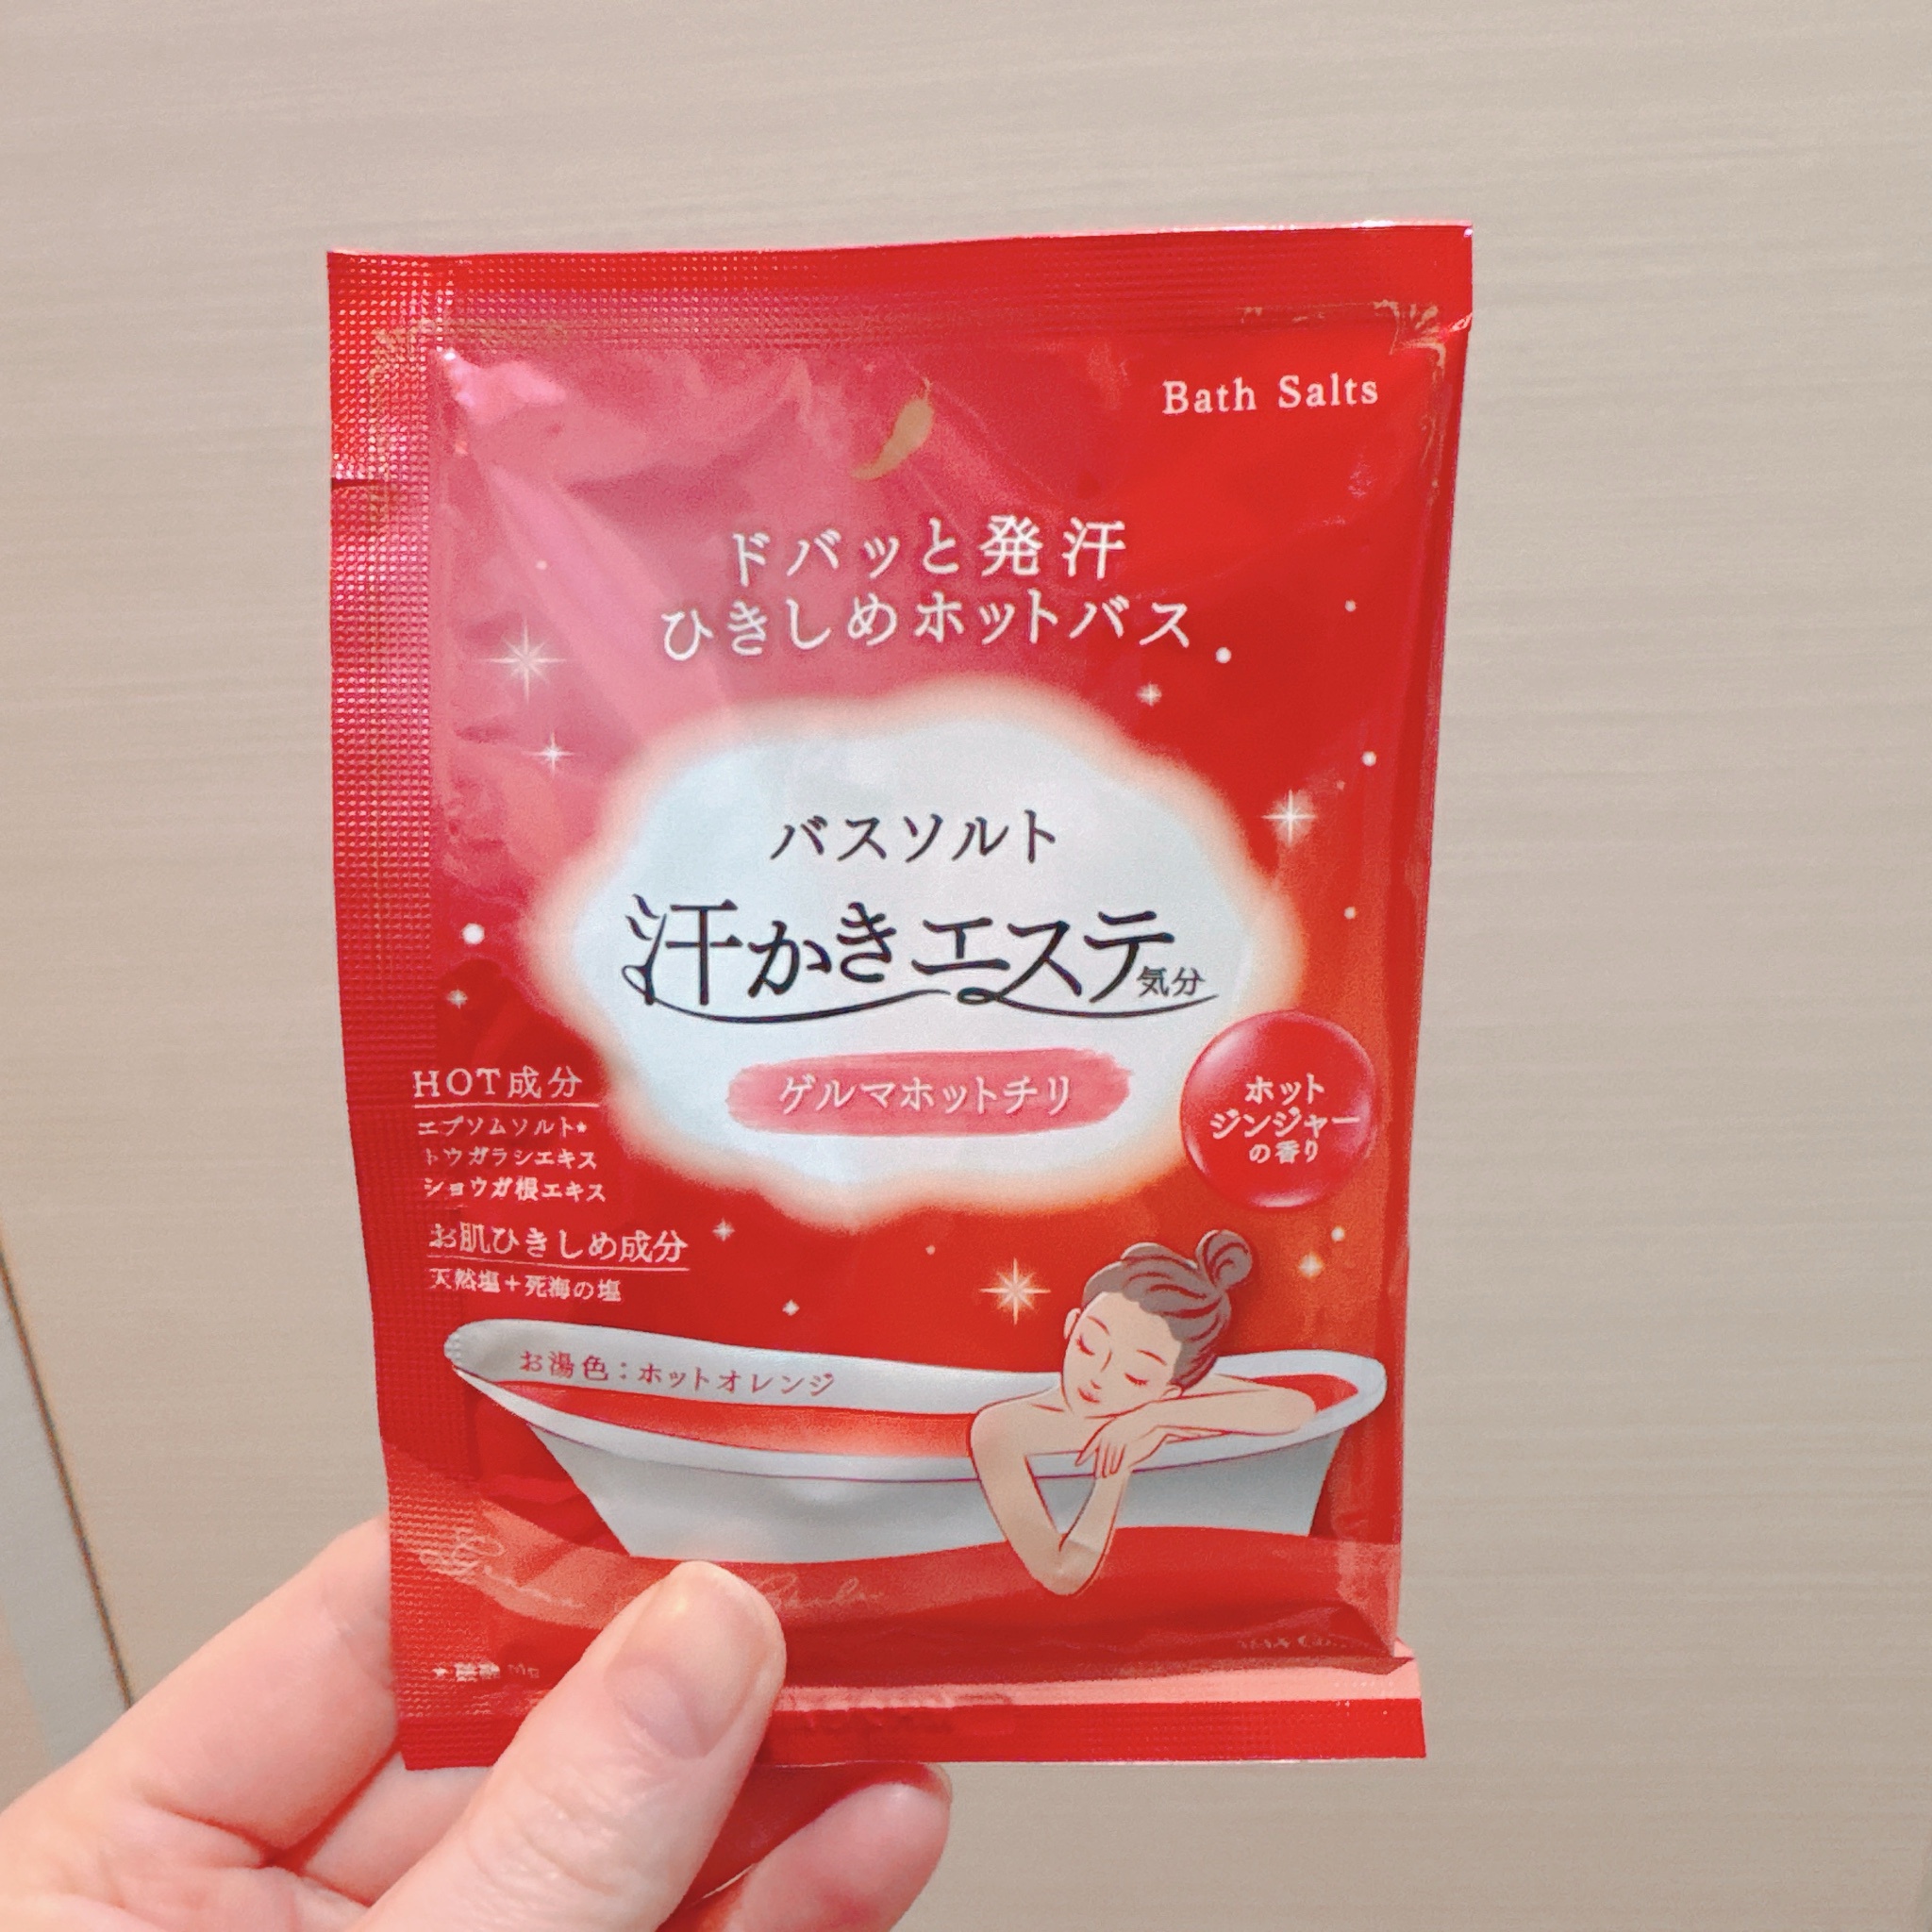 Bath Salts
ドバッと発汗
ひきしめホットバス
バスソルト
汗かきエステ気分
ゲルマホットチリ
ホット
ジンジャー
の香り
HOT成分
エプソムソルト*
トウガラシエキス
ショウガ根エキス
お肌ひきしめ成分
天然塩+死海の塩
お湯色:ホットオレンジ